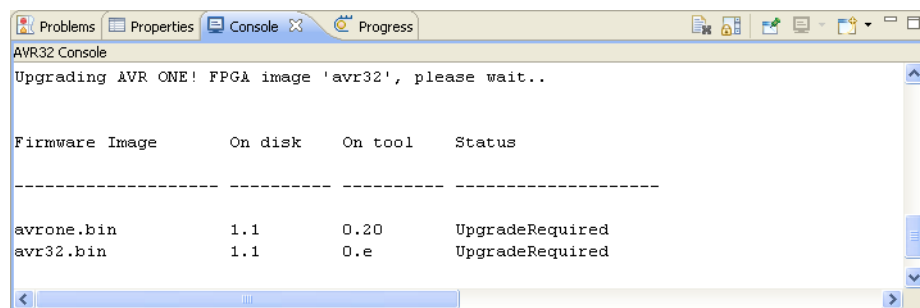 Problems Properties Console Progress
AVR32 Console
Upgrading AVR ONE! FPGA image 'avr32', please wait..
Firmware Image On disk On tool Status
-------------------- ---------- ---------- --------------------
avrone.bin 1.1 0.20 UpgradeRequired
avr32.bin 1.1 0.e UpgradeRequired